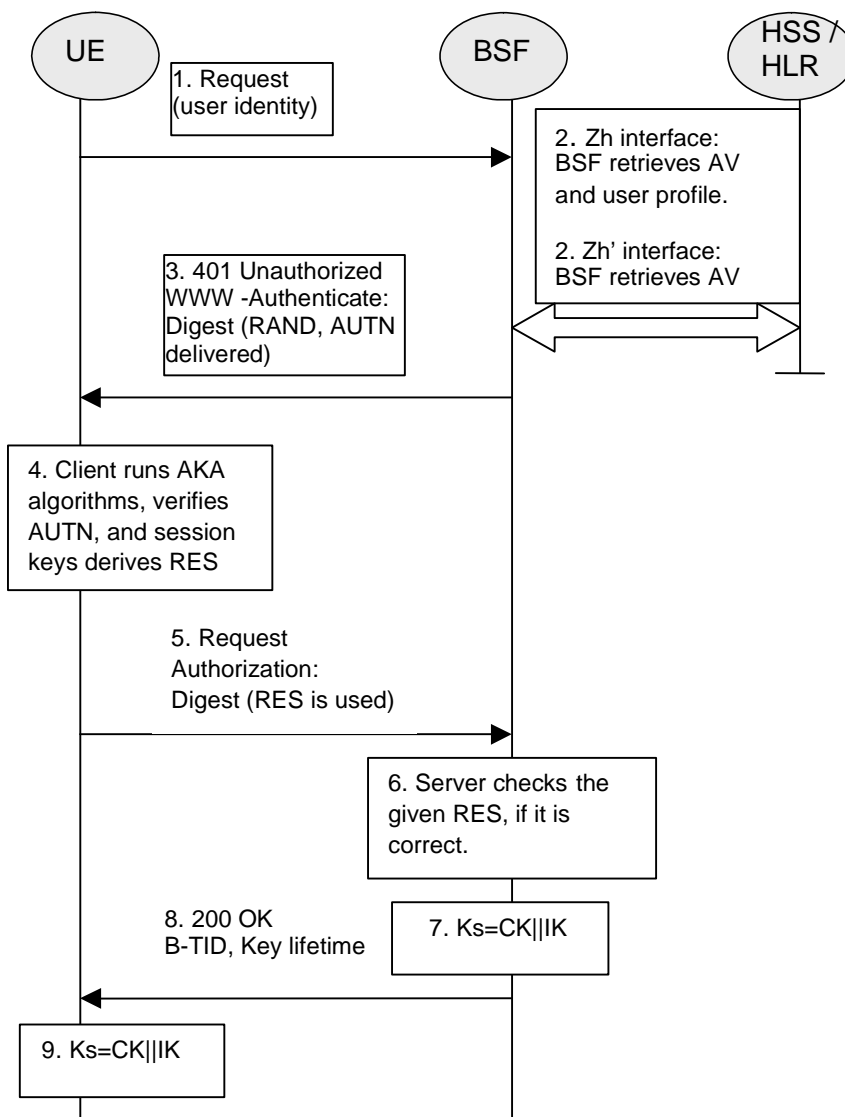 UE
BSF
HSS /
HLR
1. Request
(user identity)
2. Zh interface:
BSF retrieves AV
and user profile.
2. Zh' interface:
BSF retrieves AV
3. 401 Unauthorized
WWW -Authenticate:
Digest (RAND, AUTN
delivered)
4. Client runs AKA
algorithms, verifies
AUTN, and session
keys derives RES
5. Request
Authorization:
Digest (RES is used)
6. Server checks the
given RES, if it is
correct.
7. Ks=CK||IK
8. 200 OK
B-TID, Key lifetime
9. Ks=CK||IK